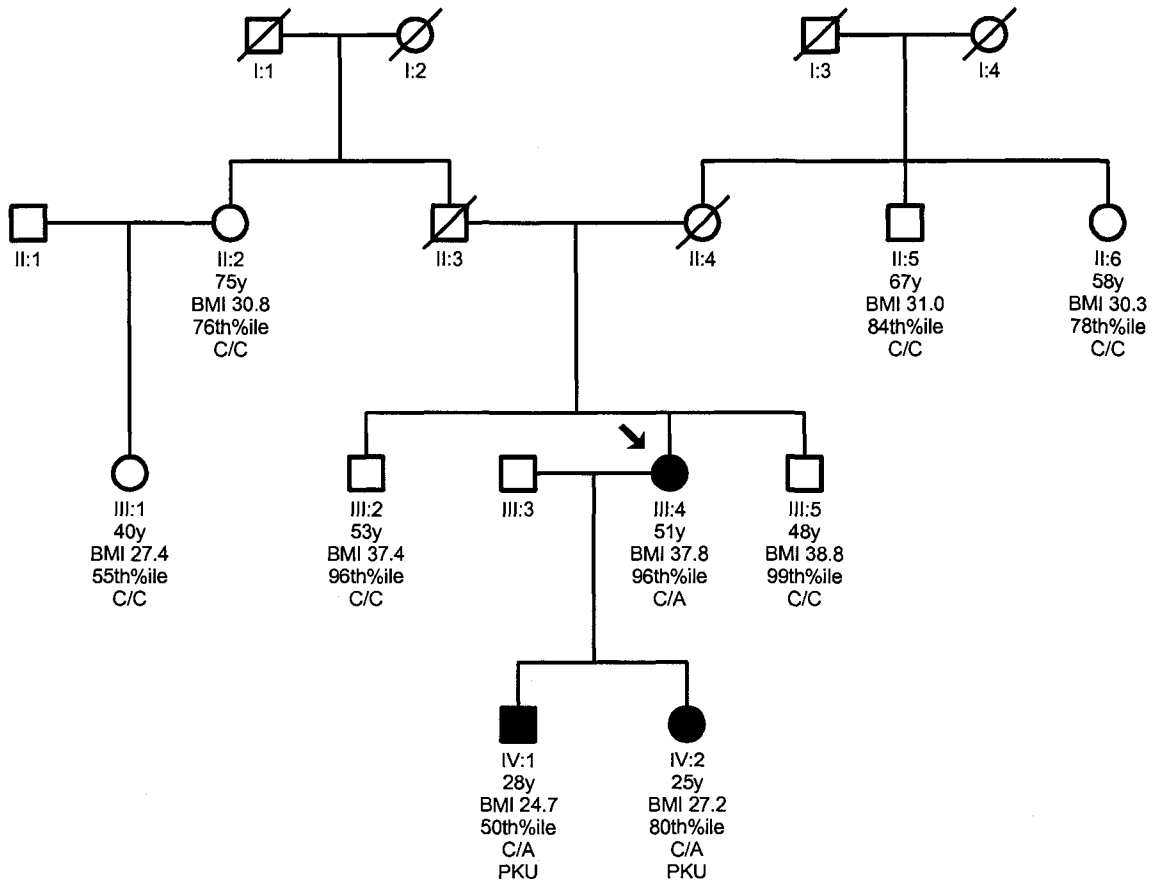 I:1
I:2
I:3
I:4
II:1
II:2
75y
BMI 30.8
76th%ile
C/C
II:3
II:4
II:5
67y
BMI 31.0
84th%ile
C/C
II:6
58y
BMI 30.3
78th%ile
C/C
III:1
40y
BMI 27.4
55th%ile
C/C
III:2
53y
BMI 37.4
96th%ile
C/C
III:3
III:4
51y
BMI 37.8
96th%ile
C/A
III:5
48y
BMI 38.8
99th%ile
C/C
IV:1
28y
BMI 24.7
50th%ile
C/A
PKU
IV:2
25y
BMI 27.2
80th%ile
C/A
PKU